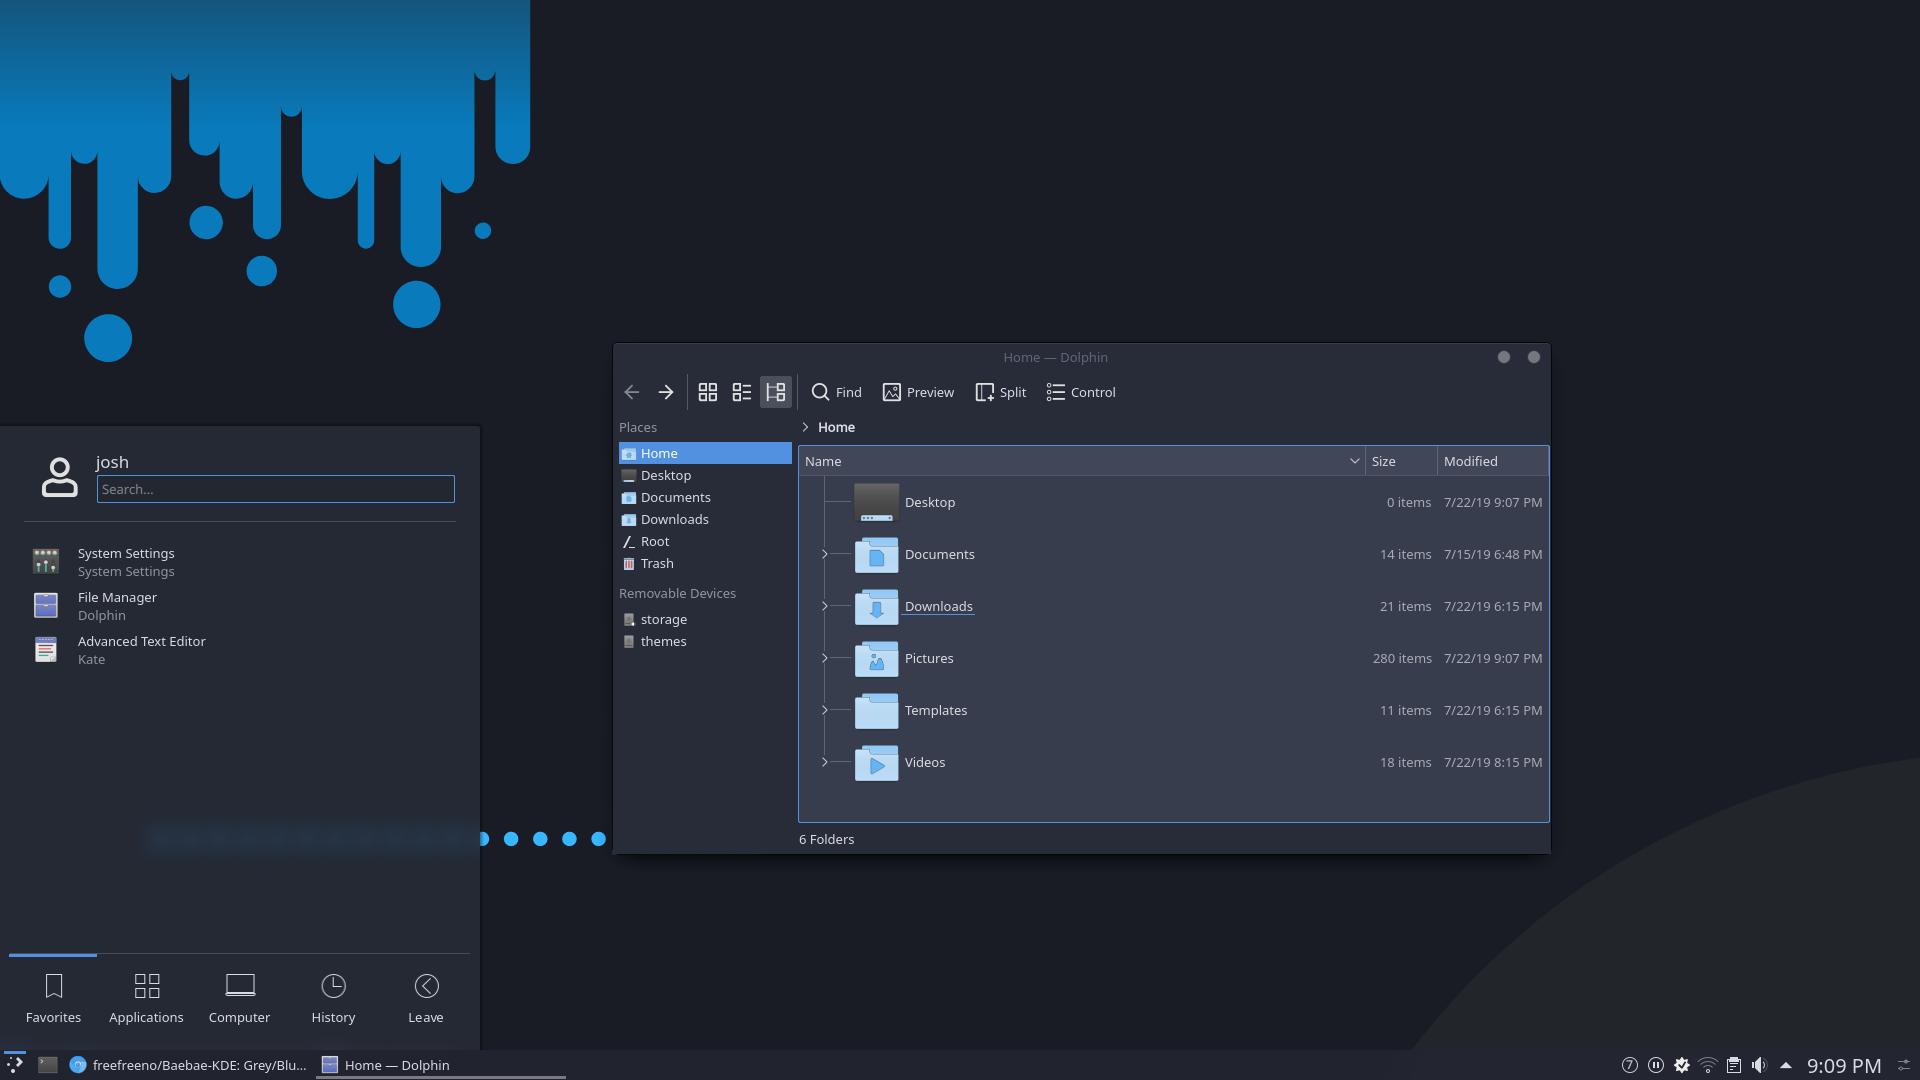 Home — Dolphin
Find Preview Split Control
Places
Home
Desktop
Documents
Downloads
Root
Trash
Removable Devices
storage
themes
Home
Name Size Modified
Desktop 0 items 7/22/19 9:07 PM
Documents 14 items 7/15/19 6:48 PM
Downloads 21 items 7/22/19 6:15 PM
Pictures 280 items 7/22/19 9:07 PM
Templates 11 items 7/22/19 6:15 PM
Videos 18 items 7/22/19 8:15 PM
6 Folders
josh
Search...
System Settings
System Settings
File Manager
Dolphin
Advanced Text Editor
Kate
Favorites Applications Computer History Leave
freefreeno/Baebae-KDE: Grey/Blu... Home — Dolphin 7 9:09 PM